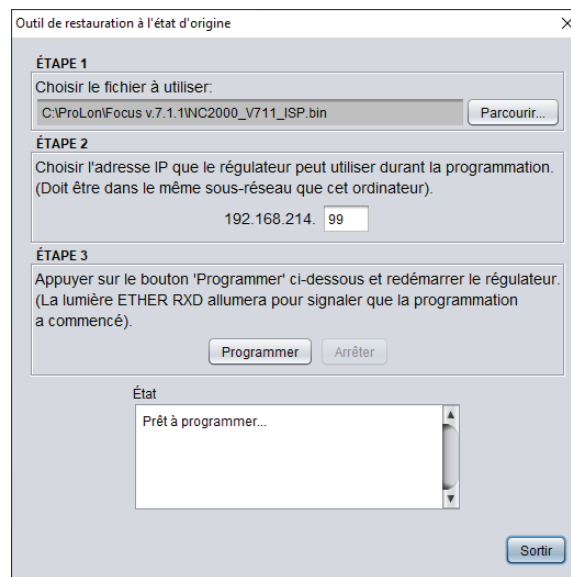 Outil de restauration à l'état d'origine
ÉTAPE 1
Choisir le fichier à utiliser:
C:\ProLon\Focus v.7.1.1\NC2000_V711_ISP.bin
Parcourir...
ÉTAPE 2
Choisir l'adresse IP que le régulateur peut utiliser durant la programmation.
(Doit être dans le même sous-réseau que cet ordinateur).
192.168.214. 99
ÉTAPE 3
Appuyer sur le bouton 'Programmer' ci-dessous et redémarrer le régulateur.
(La lumière ETHER RXD allumera pour signaler que la programmation
a commencé).
Programmer Arrêter
État
Prêt à programmer...
Sortir